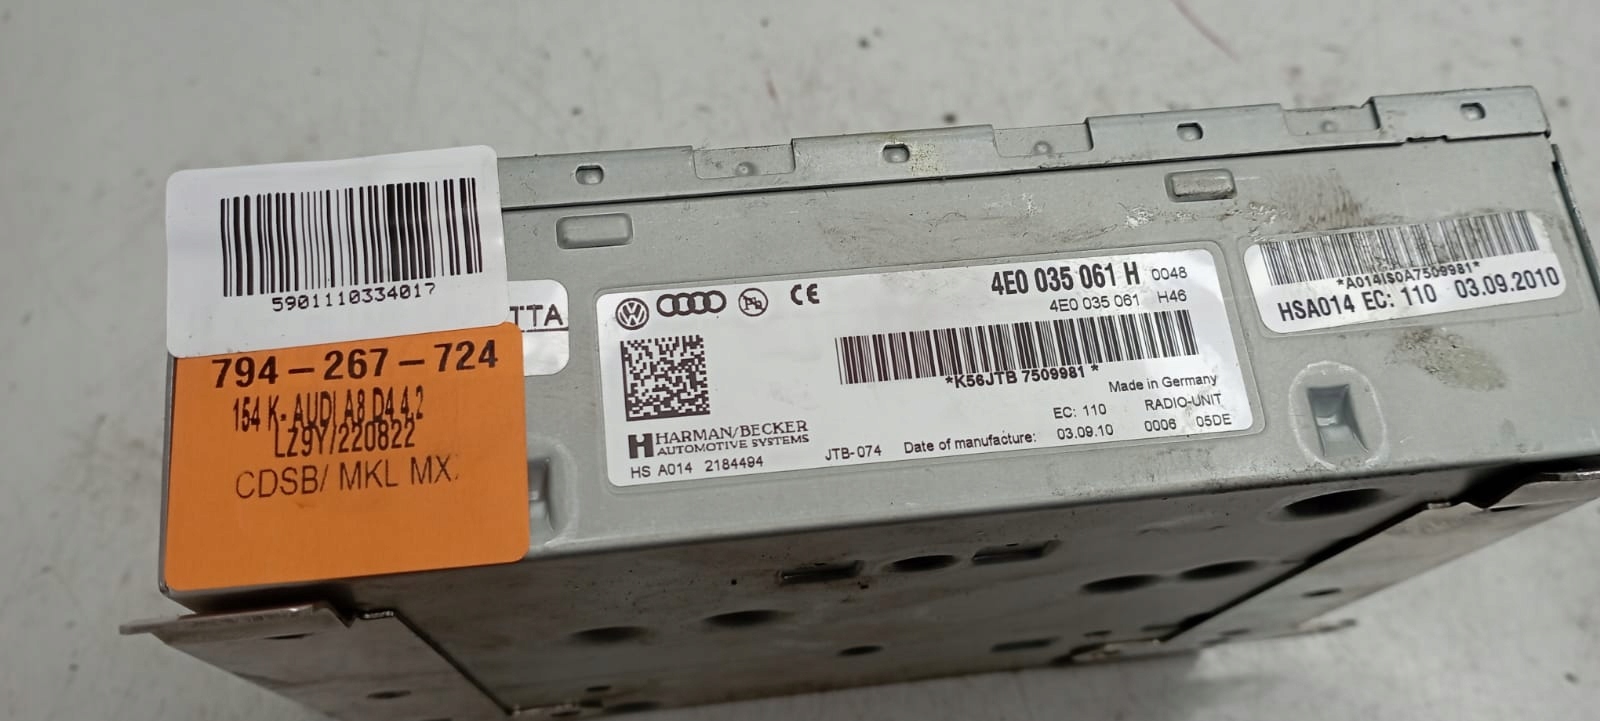 5901110334017
794-267-724
154 K- AUDI A8 D4 4,2
LZ9Y/220822
CDSB/ MKL MX
TTA
CE
4E0 035 061 H 0048
4E0 035 061 H46
*K56JTB 7509981*
Made in Germany
HARMAN/BECKER
AUTOMOTIVE SYSTEMS
HS A014 2184494
JTB-074
Date of manufacture:
EC: 110 RADIO-UNIT
03.09.10 0006 05DE
*A014IS0A7509981*
HSA014 EC: 110 03.09.2010